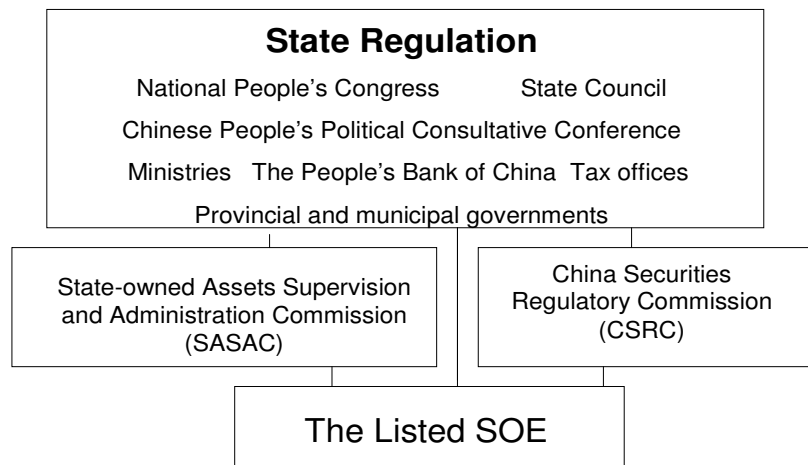 State Regulation
National People’s Congress State Council
Chinese People’s Political Consultative Conference
Ministries The People’s Bank of China Tax offices
Provincial and municipal governments
State-owned Assets Supervision
and Administration Commission
(SASAC)
China Securities
Regulatory Commission
(CSRC)
The Listed SOE